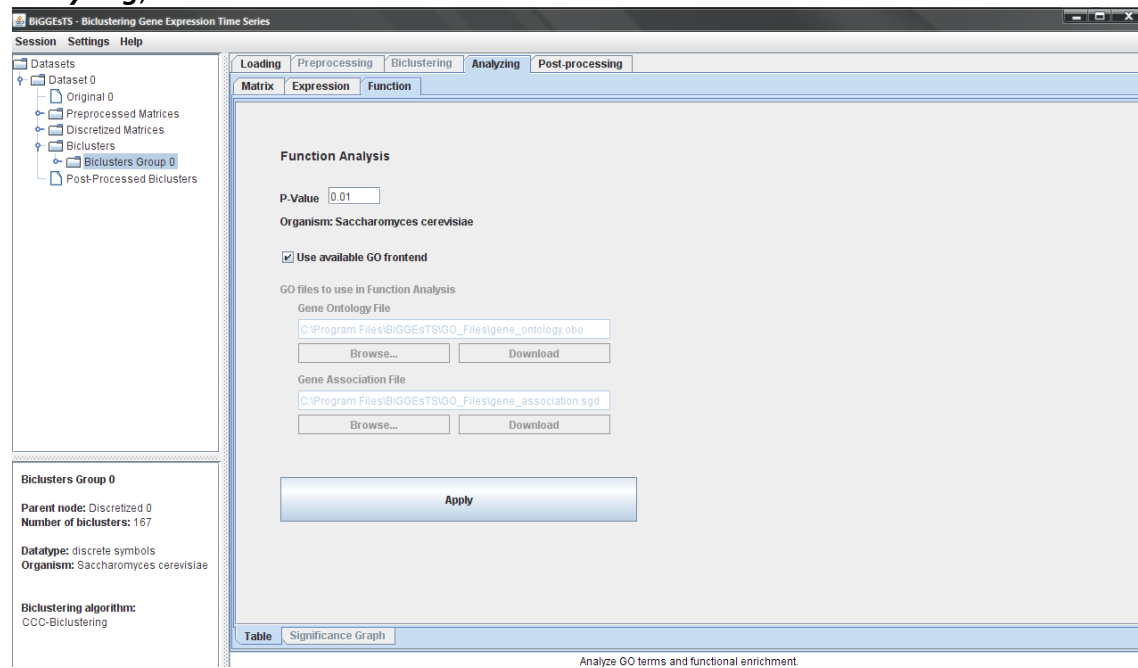 BiGGEsTS - Biclustering Gene Expression Time Series
Session Settings Help
Datasets
Dataset 0
Original 0
Preprocessed Matrices
Discretized Matrices
Biclusters
Biclusters Group 0
Post-Processed Biclusters
Loading Preprocessing Biclustering Analyzing Post-processing
Matrix Expression Function
Function Analysis
P-Value 0.01
Organism: Saccharomyces cerevisiae
Use available GO frontend
GO files to use in Function Analysis
Gene Ontology File
C:\Program Files\BiGGEsTS\GO_Files\gene_ontology.obo
Browse... Download
Gene Association File
C:\Program Files\BiGGEsTS\GO_Files\gene_association.sgd
Browse... Download
Apply
Biclusters Group 0
Parent node: Discretized 0
Number of biclusters: 167
Datatype: discrete symbols
Organism: Saccharomyces cerevisiae
Biclustering algorithm:
CCC-Biclustering
Table Significance Graph
Analyze GO terms and functional enrichment.